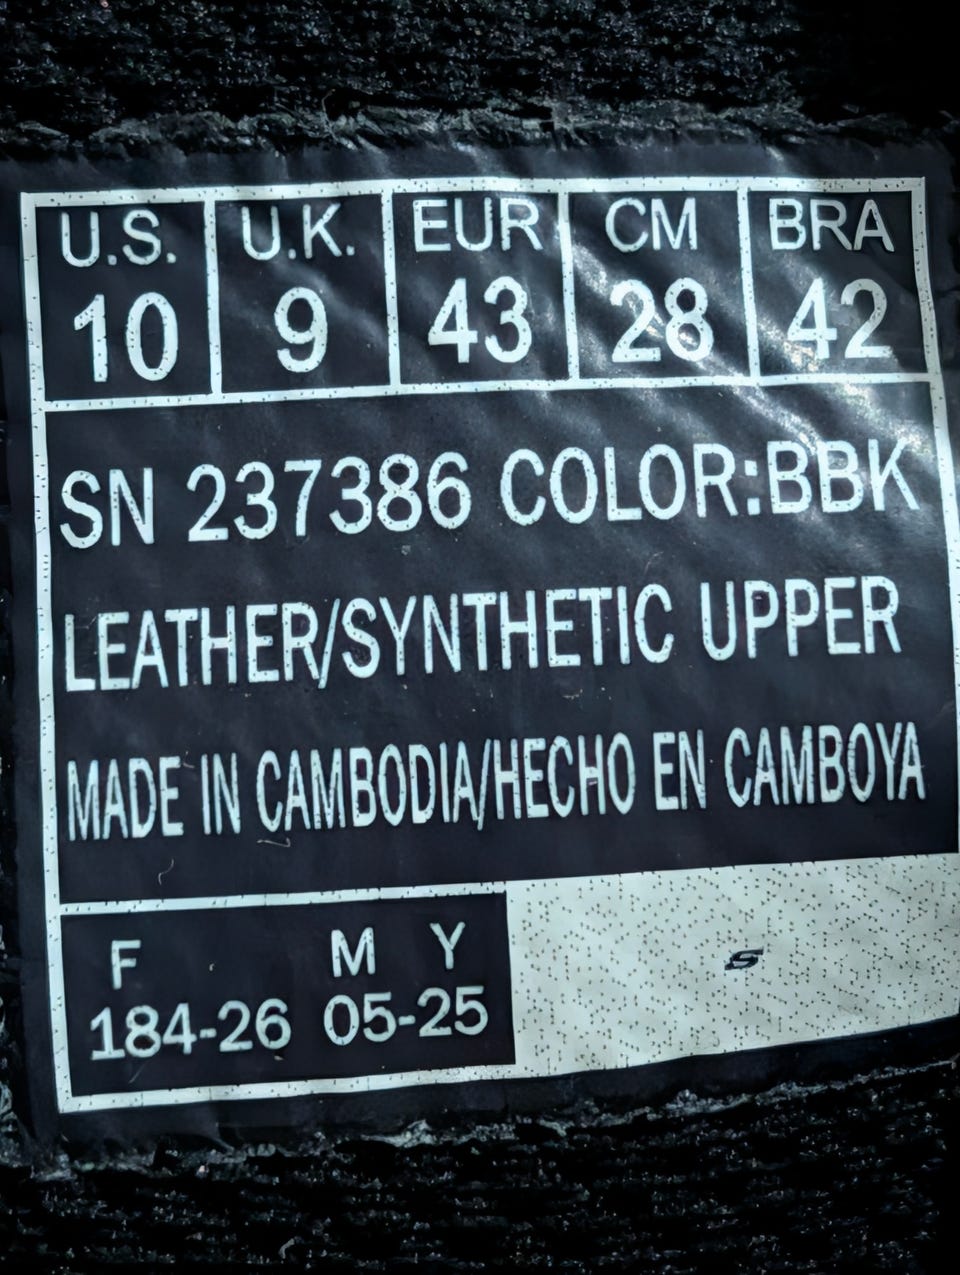 U.S. U.K. EUR CM BRA
10 9 43 28 42
SN 237386 COLOR:BBK
LEATHER/SYNTHETIC UPPER
MADE IN CAMBODIA/HECHO EN CAMBOYA
F M Y
184-26 05-25
S